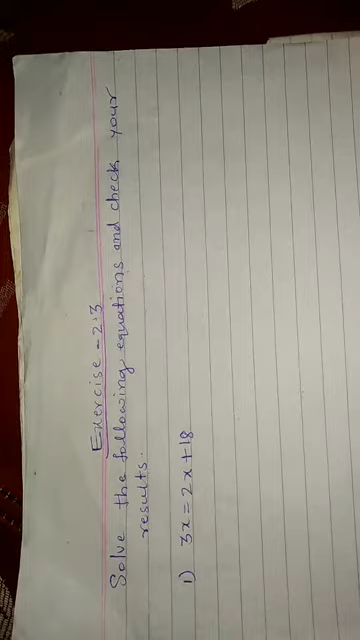 Exercise - 2.3
Solve the following equations and check your
results.
1) 3x = 2x + 18